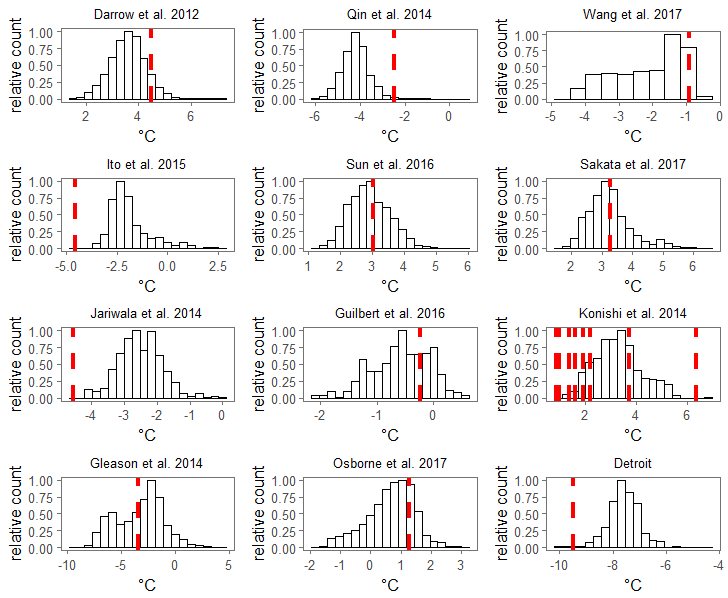 Darrow et al. 2012
Qin et al. 2014
Wang et al. 2017
relative count
1.00
0.75
0.50
0.25
0.00
2 4 6
°C
relative count
1.00
0.75
0.50
0.25
0.00
-6 -4 -2 0
°C
relative count
1.00
0.75
0.50
0.25
0.00
-5 -4 -3 -2 -1 0
°C
Ito et al. 2015
Sun et al. 2016
Sakata et al. 2017
relative count
1.00
0.75
0.50
0.25
0.00
-5.0 -2.5 0.0 2.5
°C
relative count
1.00
0.75
0.50
0.25
0.00
1 2 3 4 5 6
°C
relative count
1.00
0.75
0.50
0.25
0.00
2 3 4 5 6
°C
Jariwala et al. 2014
Guilbert et al. 2016
Konishi et al. 2014
relative count
1.00
0.75
0.50
0.25
0.00
-4 -3 -2 -1 0
°C
relative count
1.00
0.75
0.50
0.25
0.00
-2 -1 0
°C
relative count
1.00
0.75
0.50
0.25
0.00
2 4 6
°C
Gleason et al. 2014
Osborne et al. 2017
Detroit
relative count
1.00
0.75
0.50
0.25
0.00
-10 -5 0 5
°C
relative count
1.00
0.75
0.50
0.25
0.00
-2 -1 0 1 2 3
°C
relative count
1.00
0.75
0.50
0.25
0.00
-10 -8 -6 -4
°C